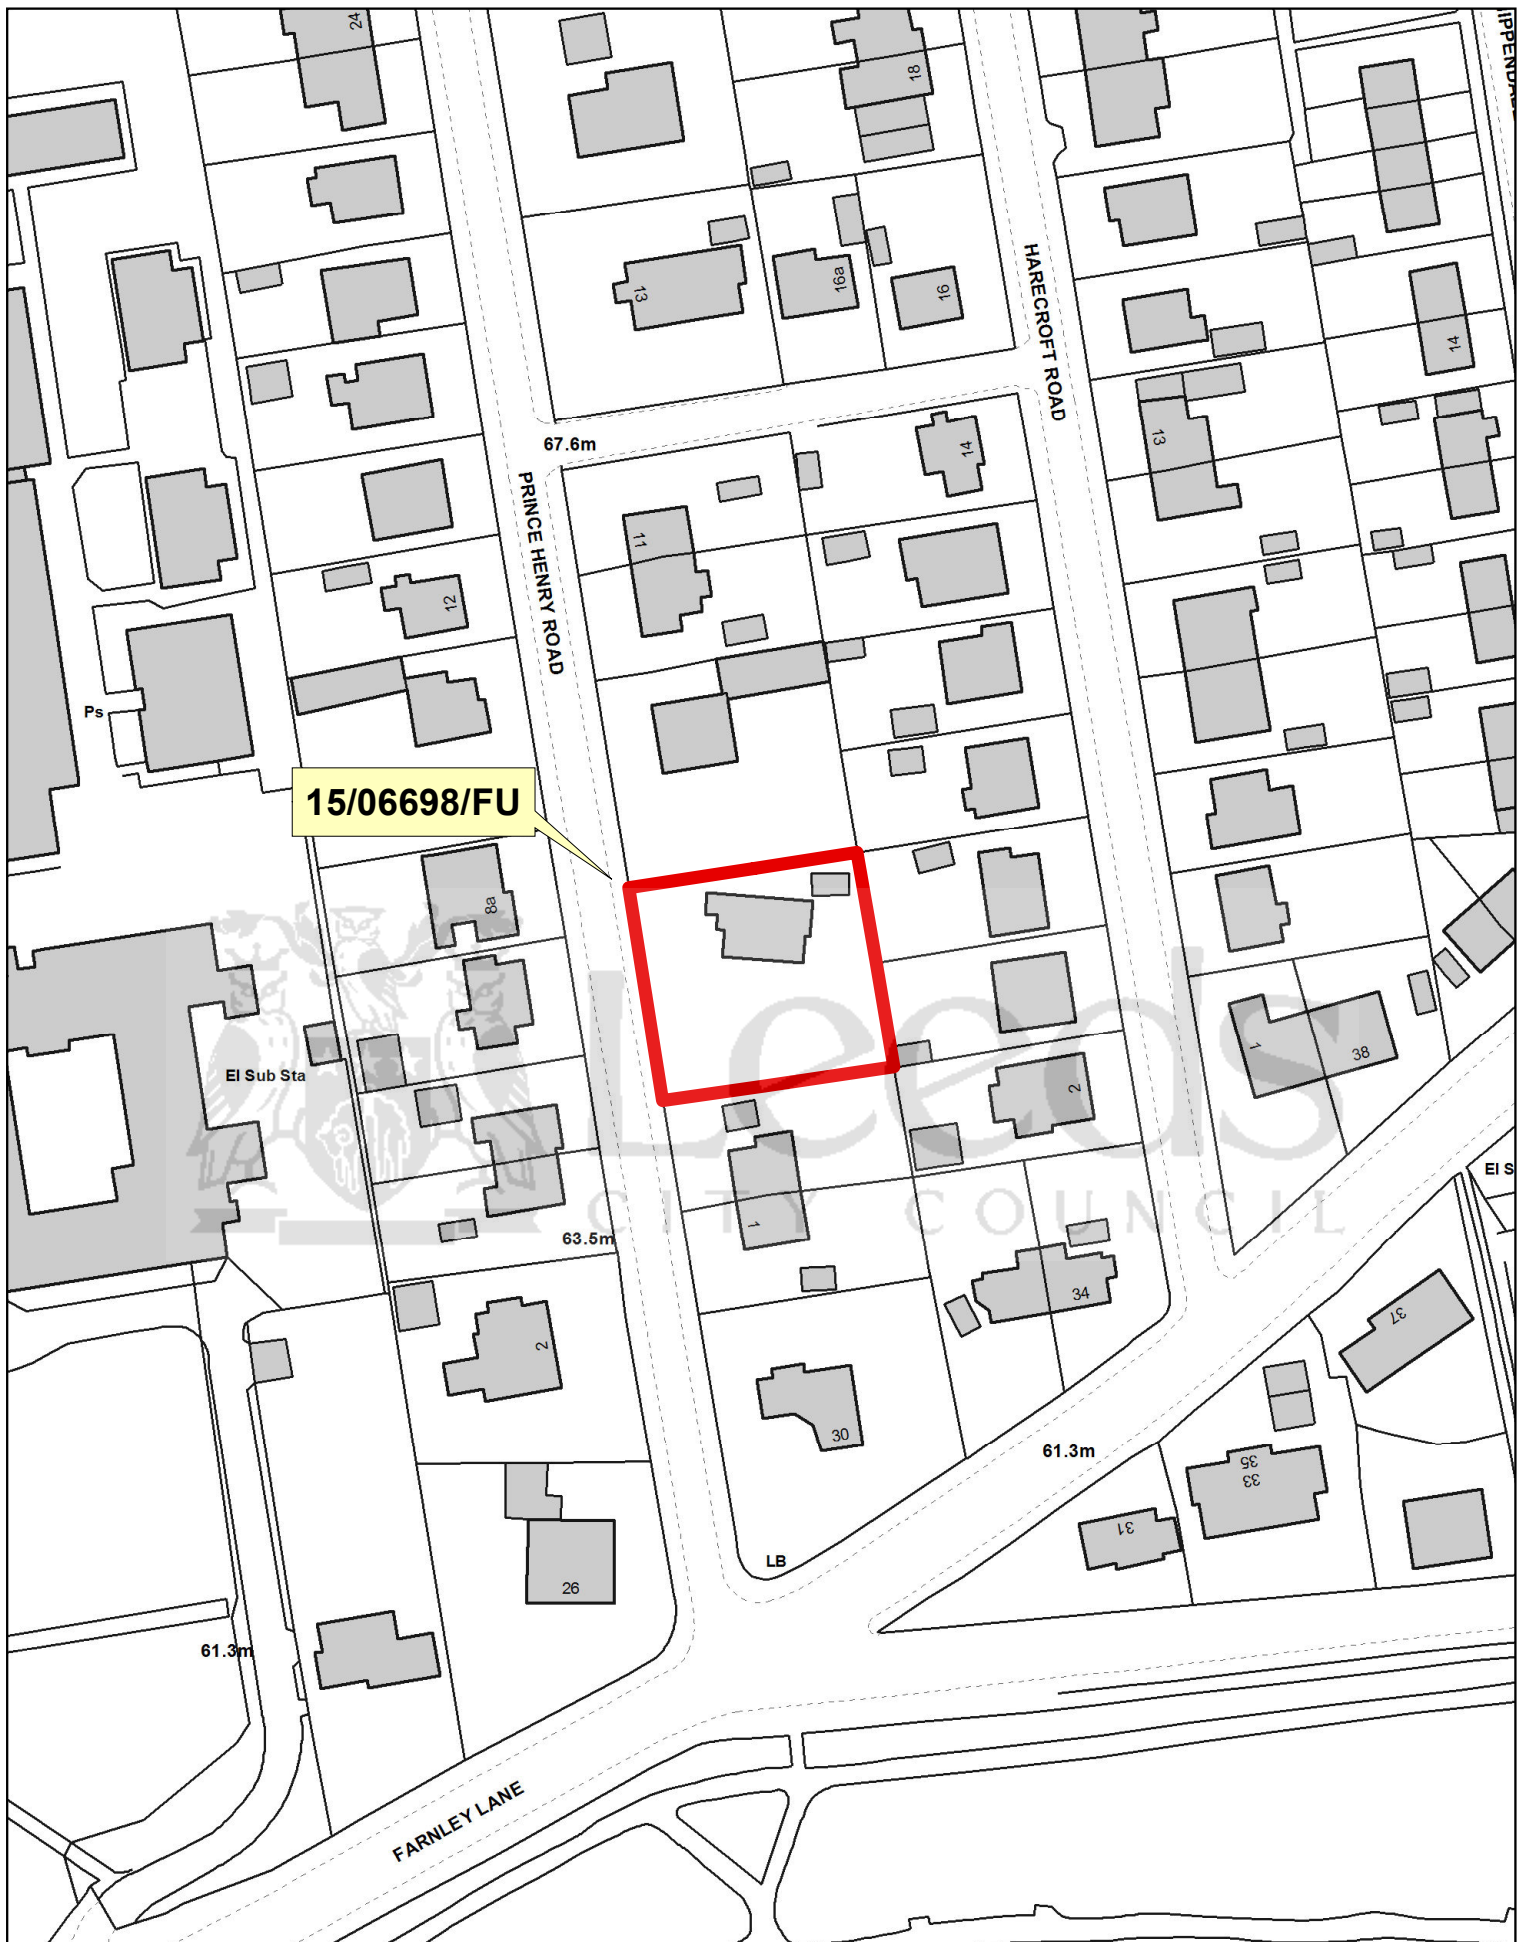 24
18
IPPENDA
13
16a
16
HARECROFT ROAD
14
67.6m
14
13
PRINCE HENRY ROAD
11
12
Ps
15/06698/FU
8a
Leeds
CITY COUNCIL
El Sub Sta
1
38
2
El S
1
63.5m
34
37
2
30
61.3m
35
33
31
LB
26
61.3m
FARNLEY LANE